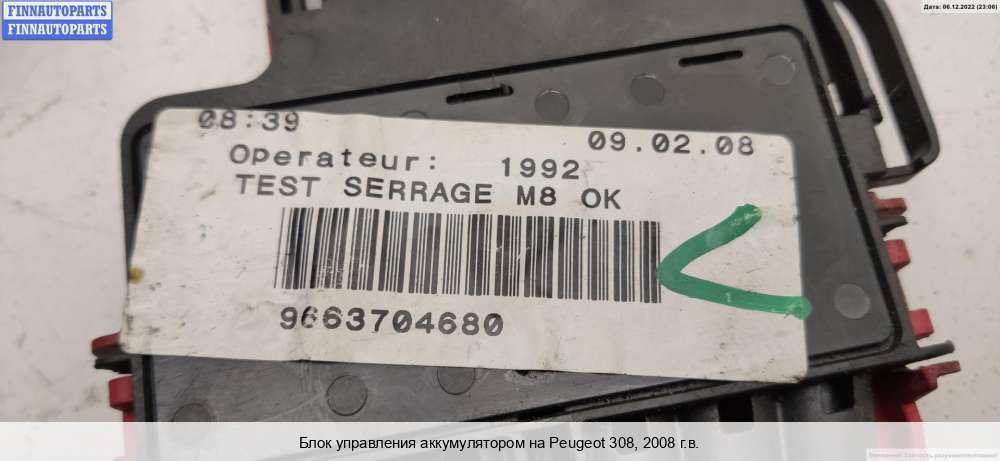 FINNAUTOPARTS
FINNAUTOPARTS
Дата: 06.12.2022 (23:06)
08:39
09.02.08
Operateur: 1992
TEST SERRAGE M8 OK
9663704680
Блок управления аккумулятором на Peugeot 308, 2008 г.в.